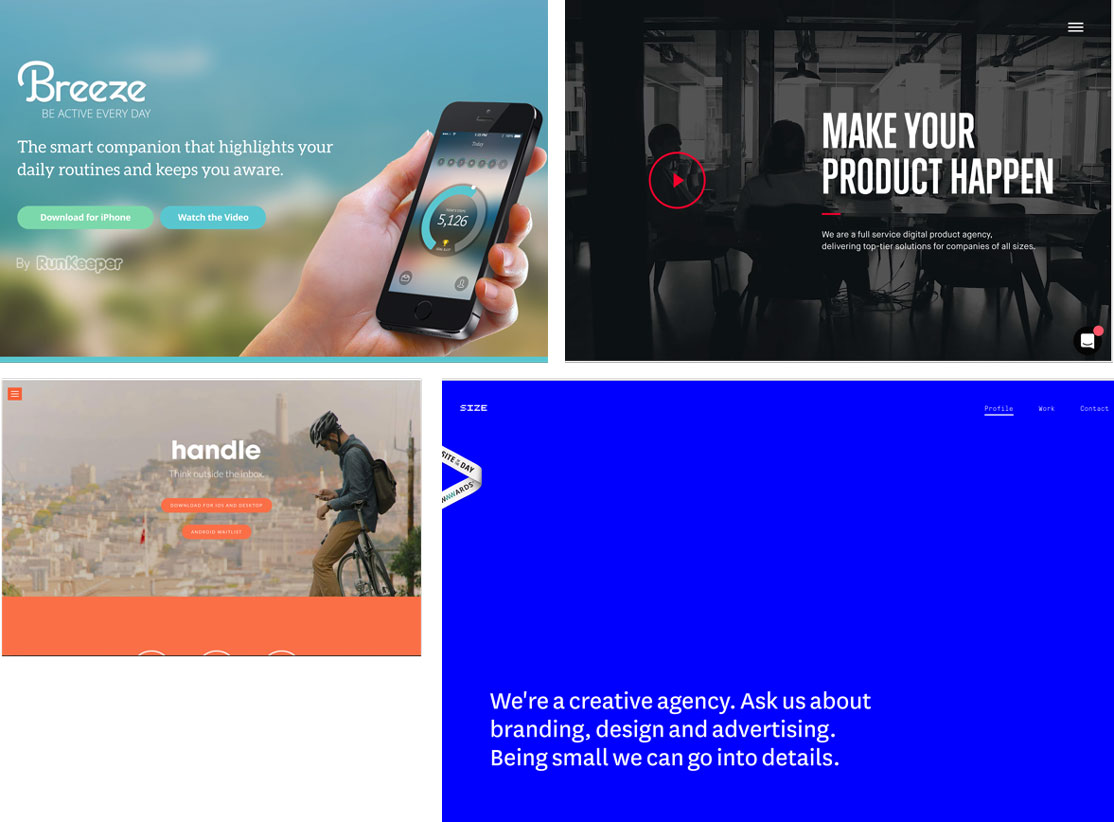 Breeze
BE ACTIVE EVERY DAY
The smart companion that highlights your
daily routines and keeps you aware.
Download for iPhone
Watch the Video
By RunKeeper
Today
5,126
MAKE YOUR
PRODUCT HAPPEN
We are a full service digital product agency,
delivering top-tier solutions for companies of all sizes.
handle
Think outside the inbox.
DOWNLOAD FOR IOS AND DESKTOP
ANDROID WAITLIST
SIZE
Profile
Work
Contact
SITE OF THE DAY
We're a creative agency. Ask us about
branding, design and advertising.
Being small we can go into details.